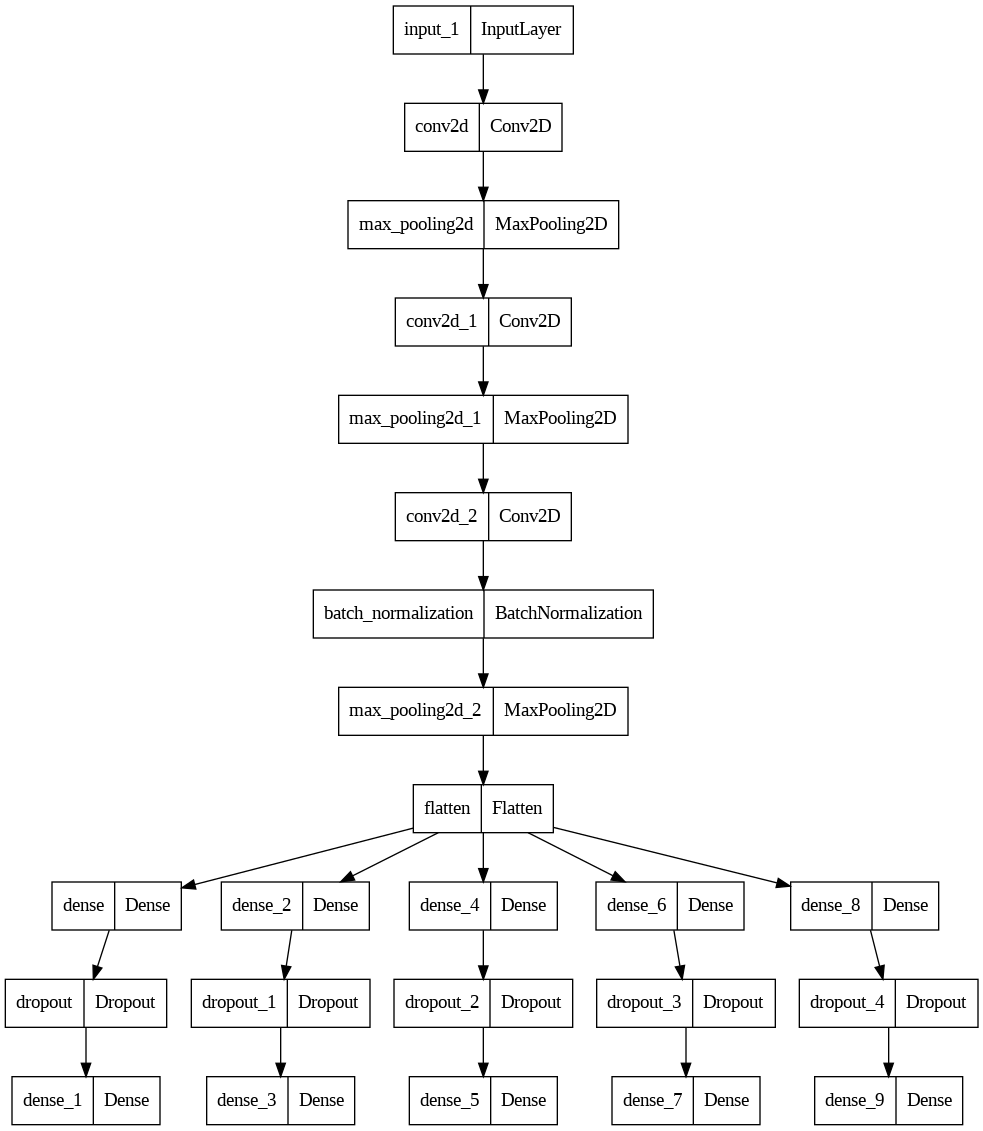 input_1 InputLayer
conv2d Conv2D
max_pooling2d MaxPooling2D
conv2d_1 Conv2D
max_pooling2d_1 MaxPooling2D
conv2d_2 Conv2D
batch_normalization BatchNormalization
max_pooling2d_2 MaxPooling2D
flatten Flatten
dense Dense dense_2 Dense dense_4 Dense dense_6 Dense dense_8 Dense
dropout Dropout dropout_1 Dropout dropout_2 Dropout dropout_3 Dropout dropout_4 Dropout
dense_1 Dense dense_3 Dense dense_5 Dense dense_7 Dense dense_9 Dense